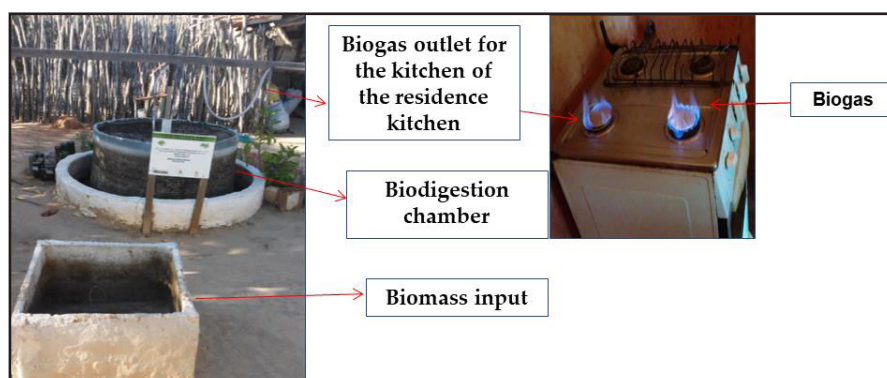 Biogas outlet for
the kitchen of
the residence
kitchen
Biogas
Biodigestion
chamber
Biomass input